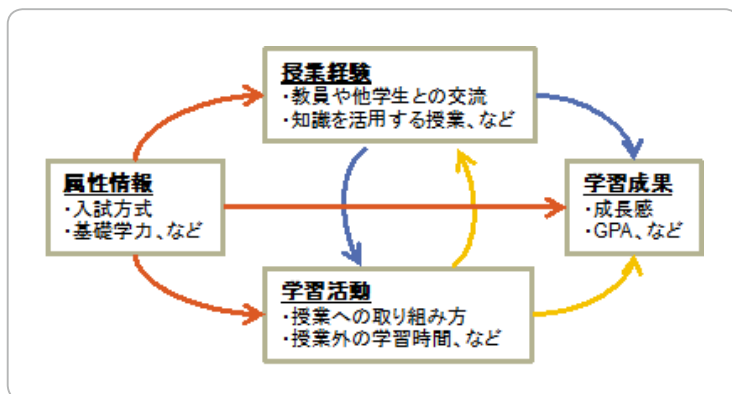 授業経験
・教員や他学生との交流
・知識を活用する授業、など
属性情報
・入試方式
・基礎学力、など
学習成果
・成長感
・GPA、など
学習活動
・授業への取り組み方
・授業外の学習時間、など